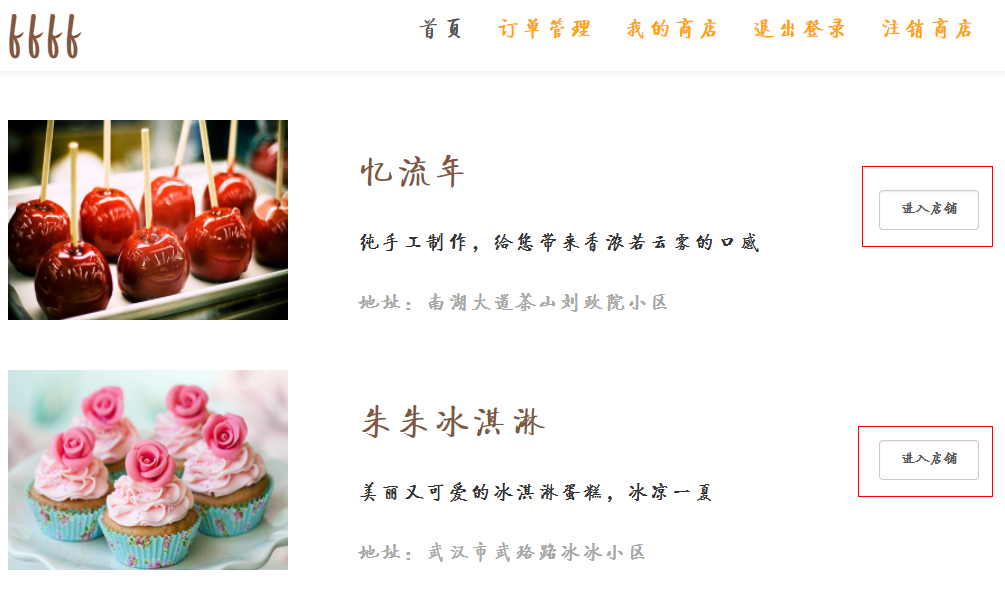 ffff
首頁 订单管理 我的商店 退出登录 注销商店
忆流年
纯手工制作，给您带来香浓若云雾的口感
地址：南湖大道茶山刘政院小区
进入店铺
朱朱冰淇淋
美丽又可爱的冰淇淋蛋糕，冰凉一夏
地址：武汉市武珞路冰冰小区
进入店铺